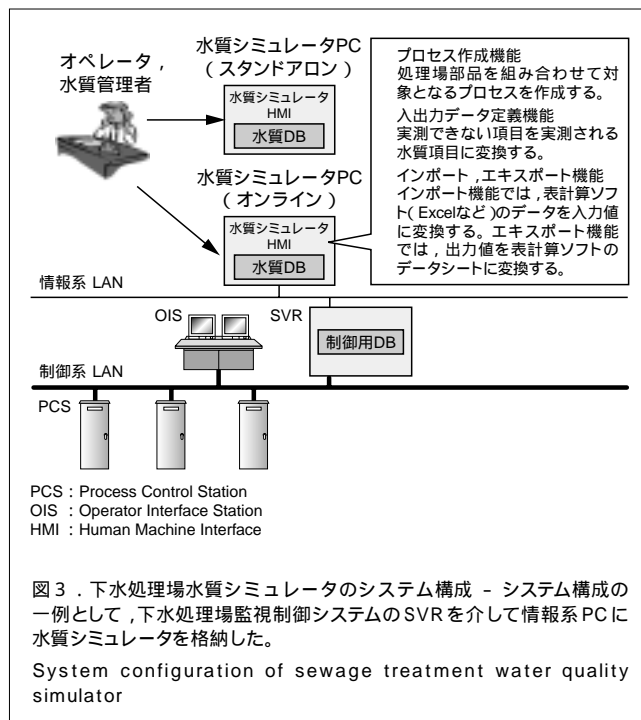 オペレータ，
水質管理者
水質シミュレータPC
（スタンドアロン）
水質シミュレータ
HMI
水質DB
水質シミュレータPC
（オンライン）
水質シミュレータ
HMI
水質DB
プロセス作成機能
処理場部品を組み合わせて対
象となるプロセスを作成する。
入出力データ定義機能
実測できない項目を実測される
水質項目に変換する。
インポート，エキスポート機能
インポート機能では，表計算ソフ
ト（Excelなど）のデータを入力値
に変換する。エキスポート機能
では，出力値を表計算ソフトの
データシートに変換する。
情報系 LAN
OIS
SVR
制御用DB
制御系 LAN
PCS
PCS：Process Control Station
OIS：Operator Interface Station
HMI：Human Machine Interface
図3．下水処理場水質シミュレータのシステム構成 － システム構成の
一例として，下水処理場監視制御システムのSVRを介して情報系PCに
水質シミュレータを格納した。
System configuration of sewage treatment water quality
simulator